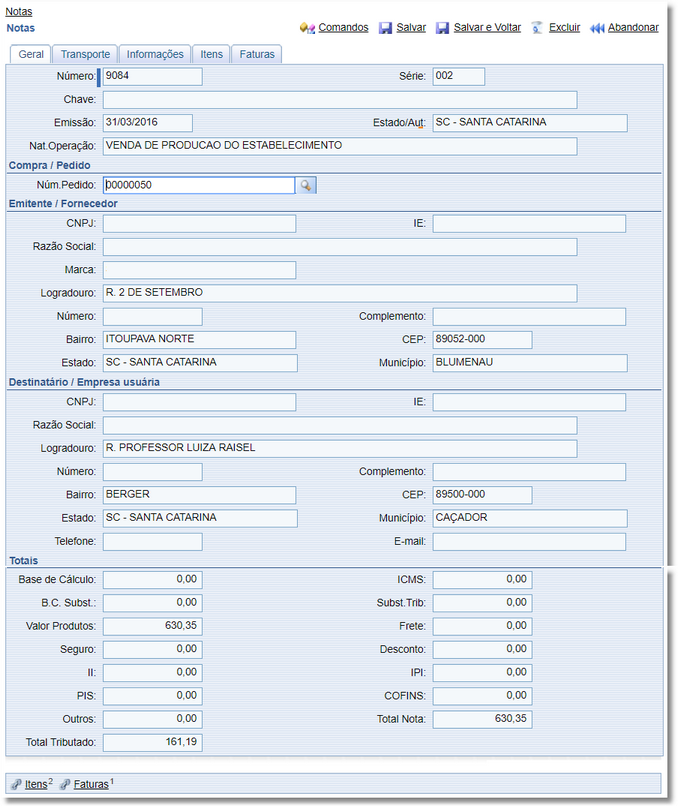 Notas
Notas Comandos Salvar Salvar e Voltar Excluir Abandonar
Geral Transporte Informações Itens Faturas
Número: 9084 Série: 002
Chave:
Emissão: 31/03/2016 Estado/Aut: SC - SANTA CATARINA
Nat.Operação: VENDA DE PRODUCAO DO ESTABELECIMENTO
Compra / Pedido
Núm.Pedido: 00000050
Emitente / Fornecedor
CNPJ: IE:
Razão Social:
Marca:
Logradouro: R. 2 DE SETEMBRO
Número: Complemento:
Bairro: ITOUPAVA NORTE CEP: 89052-000
Estado: SC - SANTA CATARINA Município: BLUMENAU
Destinatário / Empresa usuária
CNPJ: IE:
Razão Social:
Logradouro: R. PROFESSOR LUIZA RAISEL
Número: Complemento:
Bairro: BERGER CEP: 89500-000
Estado: SC - SANTA CATARINA Município: CAÇADOR
Telefone: E-mail:
Totais
Base de Cálculo: 0,00 ICMS: 0,00
B.C. Subst.: 0,00 Subst.Trib: 0,00
Valor Produtos: 630,35 Frete: 0,00
Seguro: 0,00 Desconto: 0,00
II: 0,00 IPI: 0,00
PIS: 0,00 COFINS: 0,00
Outros: 0,00 Total Nota: 630,35
Total Tributado: 161,19
Itens 2 Faturas 1